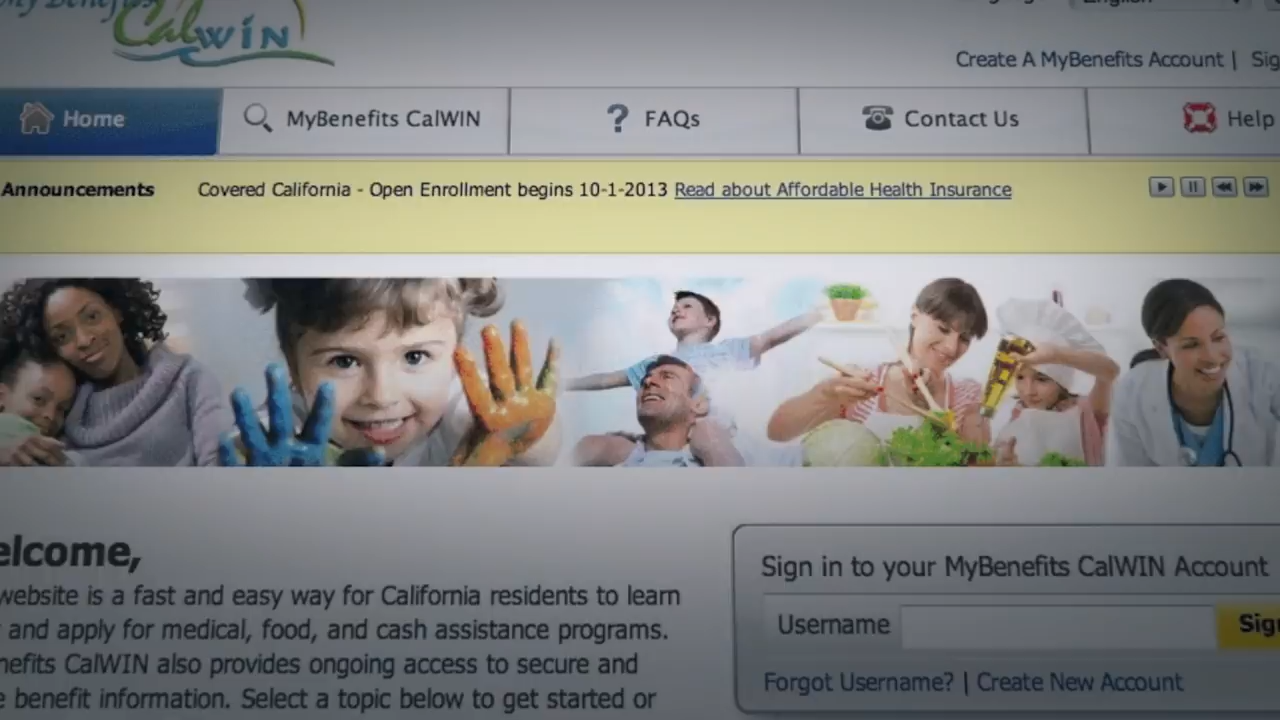 My Benefits
CalWIN
English
Create A MyBenefits Account |
Home
MyBenefits CalWIN
? FAQs
Contact Us
Help
Announcements
Covered California - Open Enrollment begins 10-1-2013 Read about Affordable Health Insurance
elcome,
website is a fast and easy way for California residents to learn
and apply for medical, food, and cash assistance programs.
nefits CalWIN also provides ongoing access to secure and
e benefit information. Select a topic below to get started or
Sign in to your MyBenefits CalWIN Account
Username
Sig
Forgot Username? | Create New Account